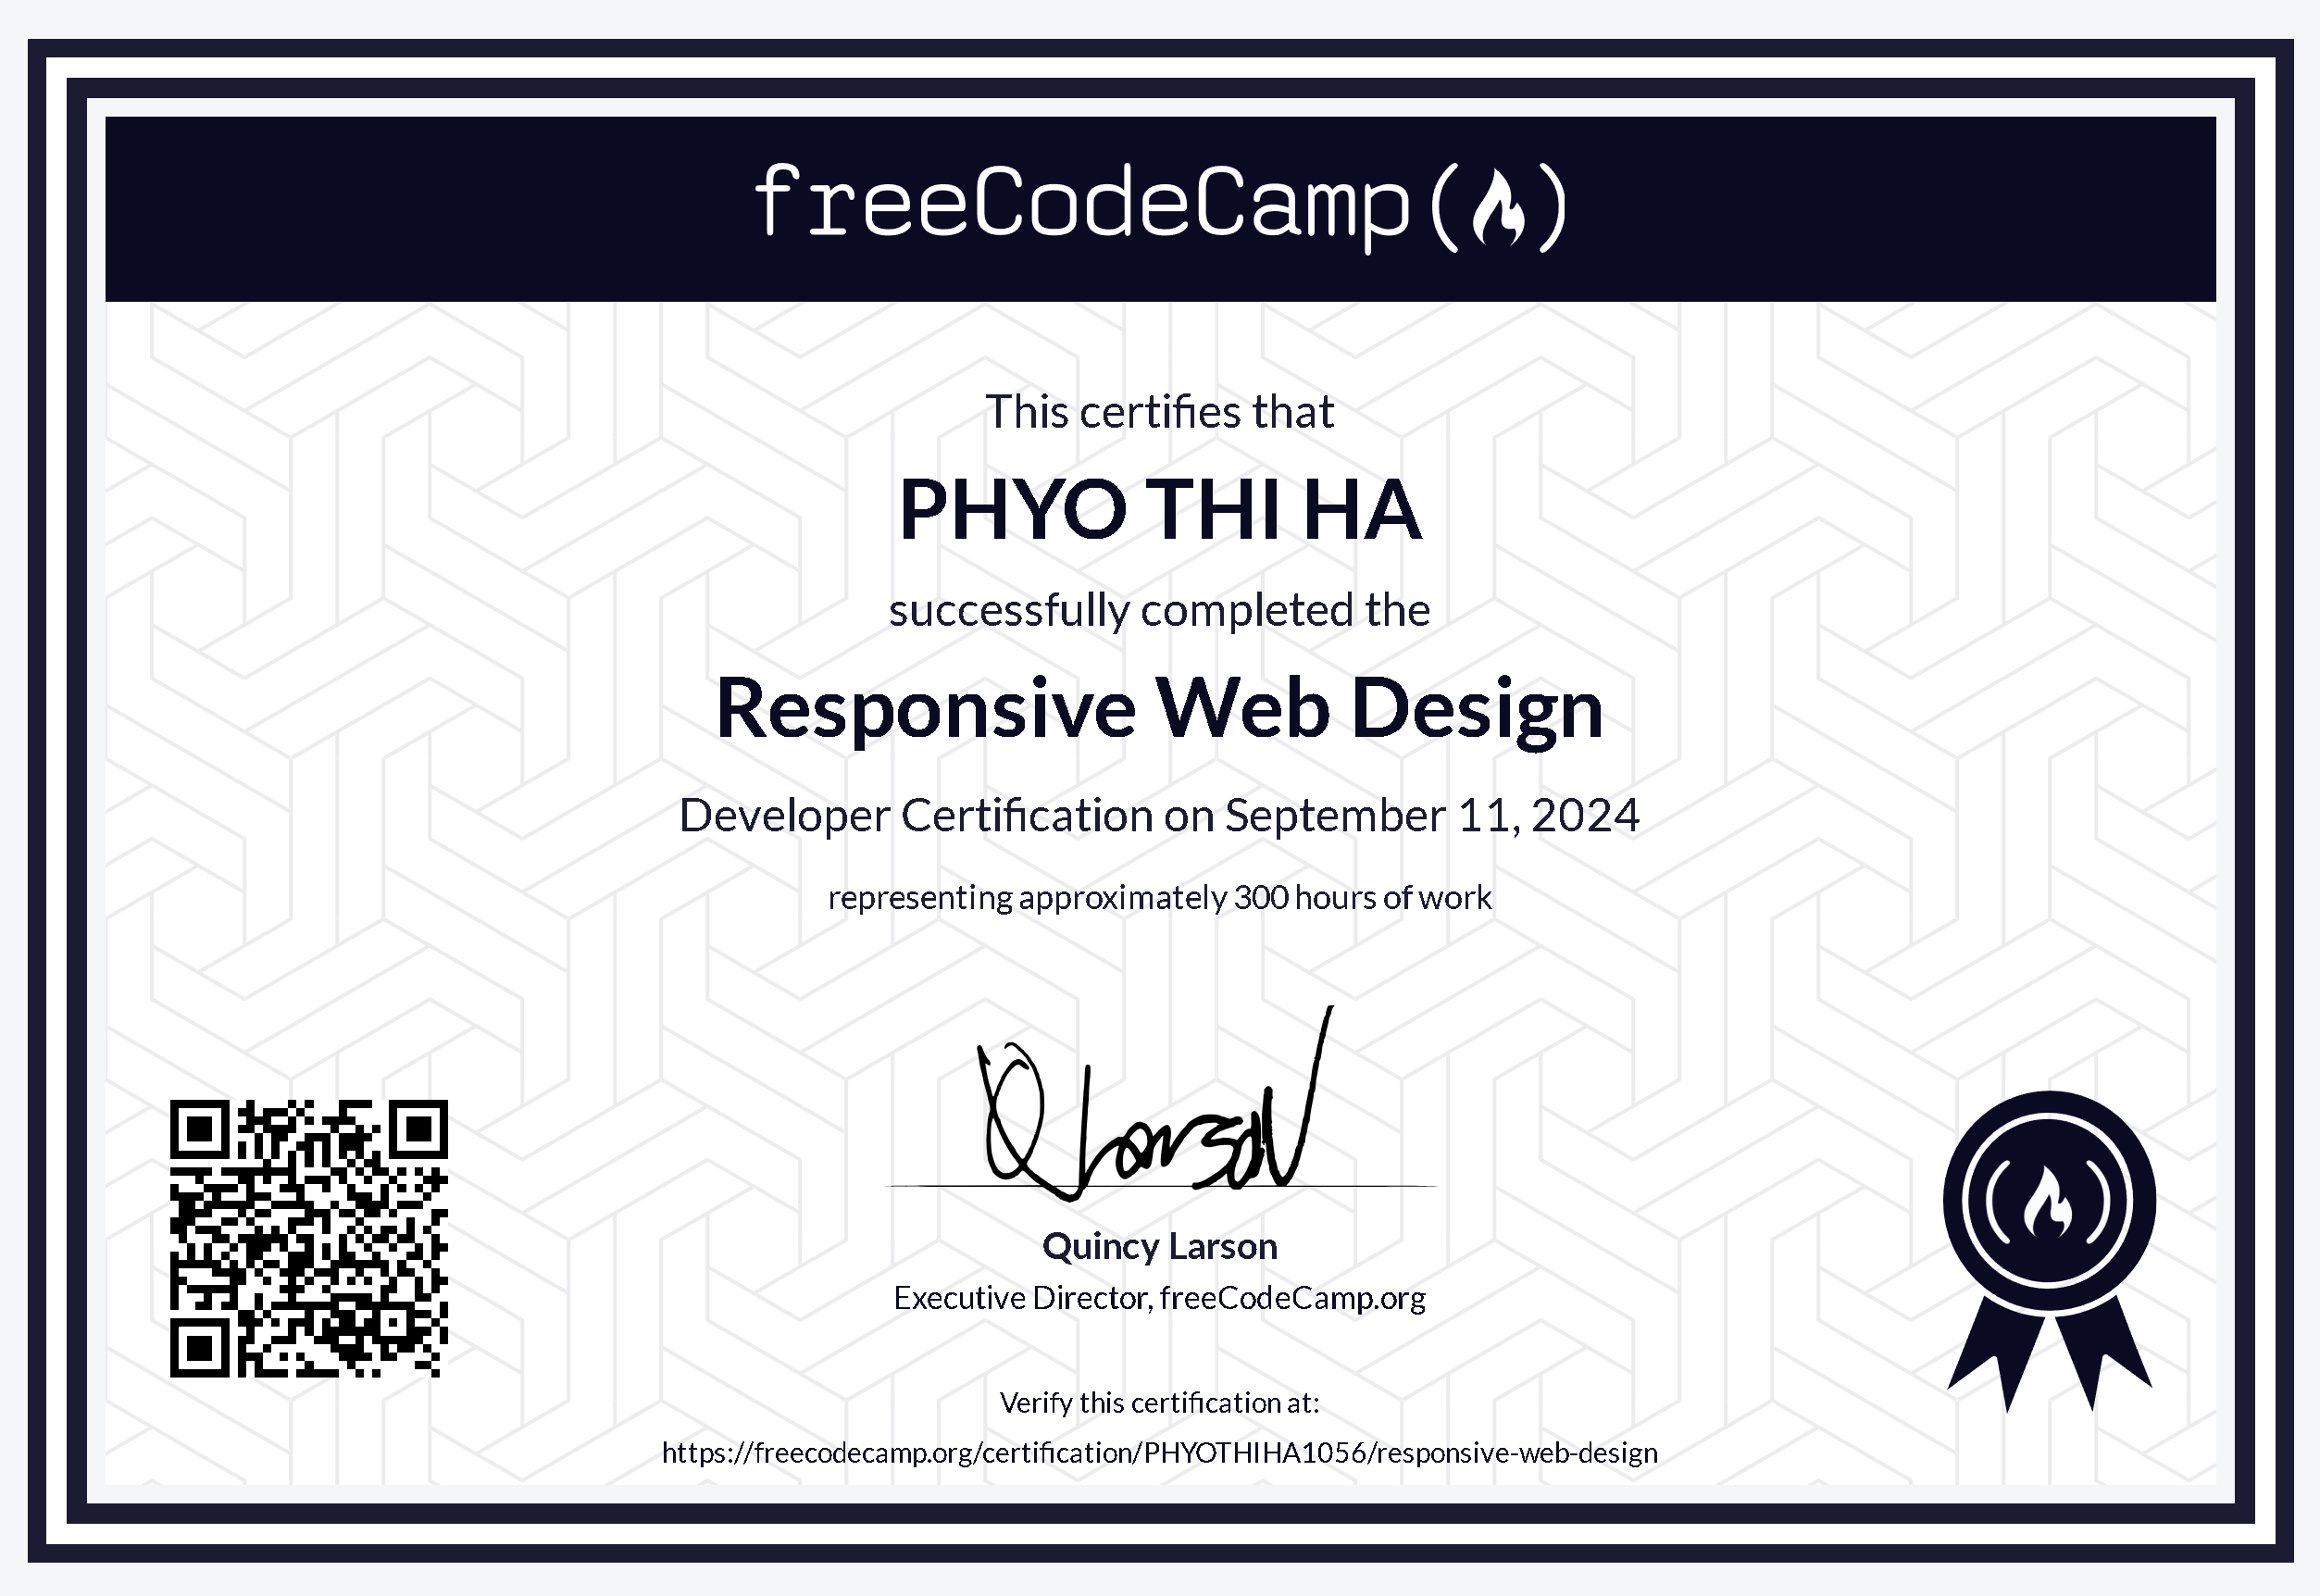 freeCodeCamp(🔥)
This certifies that
PHYO THI HA
successfully completed the
Responsive Web Design
Developer Certification on September 11, 2024
representing approximately 300 hours of work
Q Larson
Quincy Larson
Executive Director, freeCodeCamp.org
Verify this certification at:
https://freecodecamp.org/certification/PHYOTHIHA1056/responsive-web-design